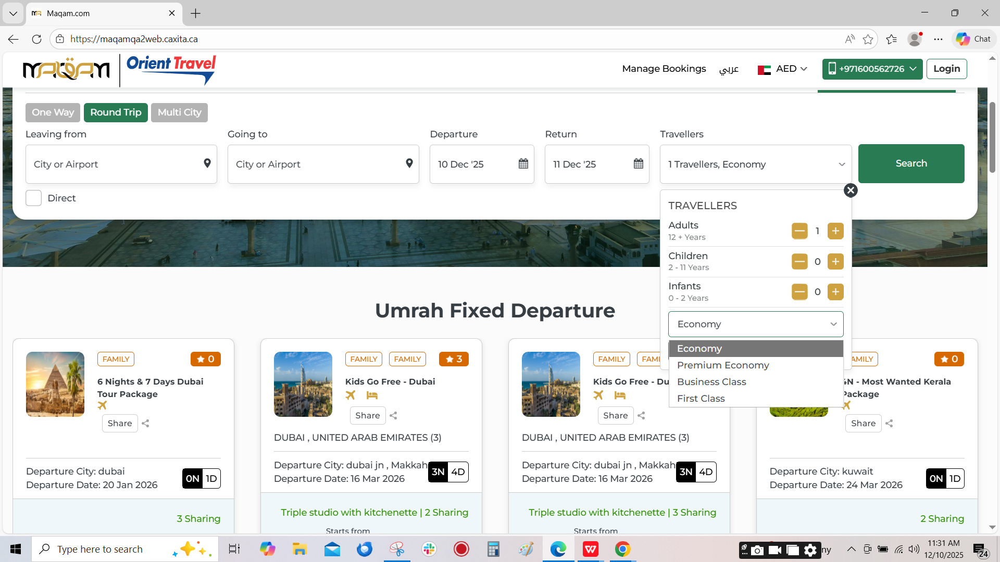 Maqam.com
https://maqamqa2web.caxita.ca
Chat
MAQAM
Orient Travel
Manage Bookings
عربي
AED
+971600562726
Login
One Way
Round Trip
Multi City
Leaving from
Going to
Departure
Return
Travellers
City or Airport
City or Airport
10 Dec '25
11 Dec '25
1 Travellers, Economy
Search
Direct
TRAVELLERS
Adults
12 + Years
1
Children
2 - 11 Years
0
Infants
0 - 2 Years
0
Economy
Economy
Premium Economy
Business Class
First Class
Umrah Fixed Departure
FAMILY
0
6 Nights & 7 Days Dubai
Tour Package
Share
Departure City: dubai
Departure Date: 20 Jan 2026
0N 1D
3 Sharing
FAMILY
FAMILY
3
Kids Go Free - Dubai
Share
DUBAI , UNITED ARAB EMIRATES (3)
Departure City: dubai jn , Makkah
Departure Date: 16 Mar 2026
3N 4D
Triple studio with kitchenette | 2 Sharing
Starts from
FAMILY
FAM
Kids Go Free - Du
Share
DUBAI , UNITED ARAB EMIRATES (3)
Departure City: dubai jn , Makkah
Departure Date: 16 Mar 2026
3N 4D
Triple studio with kitchenette | 3 Sharing
Starts from
AMILY
0
4N - Most Wanted Kerala
Package
Share
Departure City: kuwait
Departure Date: 24 Mar 2026
0N 1D
2 Sharing
Type here to search
ny
11:31 AM
12/10/2025
24